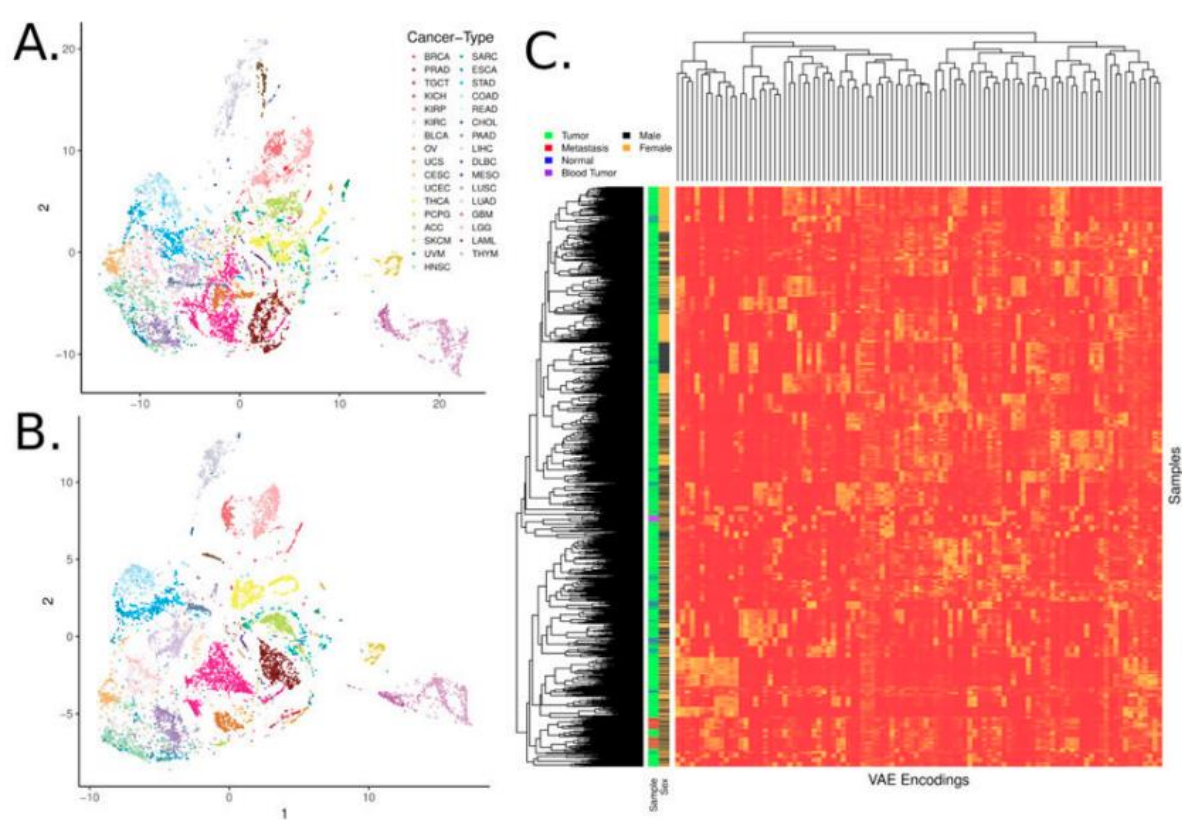 A.
Cancer-Type
BRCA SARC
PRAD ESCA
TGCT STAD
KICH COAD
KIRP READ
KIRC CHOL
BLCA PAAD
OV LIHC
UCS DLBC
CESC MESO
UCEC LUSC
THCA LUAD
PCPG GBM
ACC LGG
SKCM LAML
UVM THYM
HNSC
20
10
0
-10
2
-10 0 10 20
B.
10
5
0
-5
2
-10 0 10
1
C.
Tumor Male
Metastasis Female
Normal
Blood Tumor
Samples
Sample
Sex
VAE Encodings